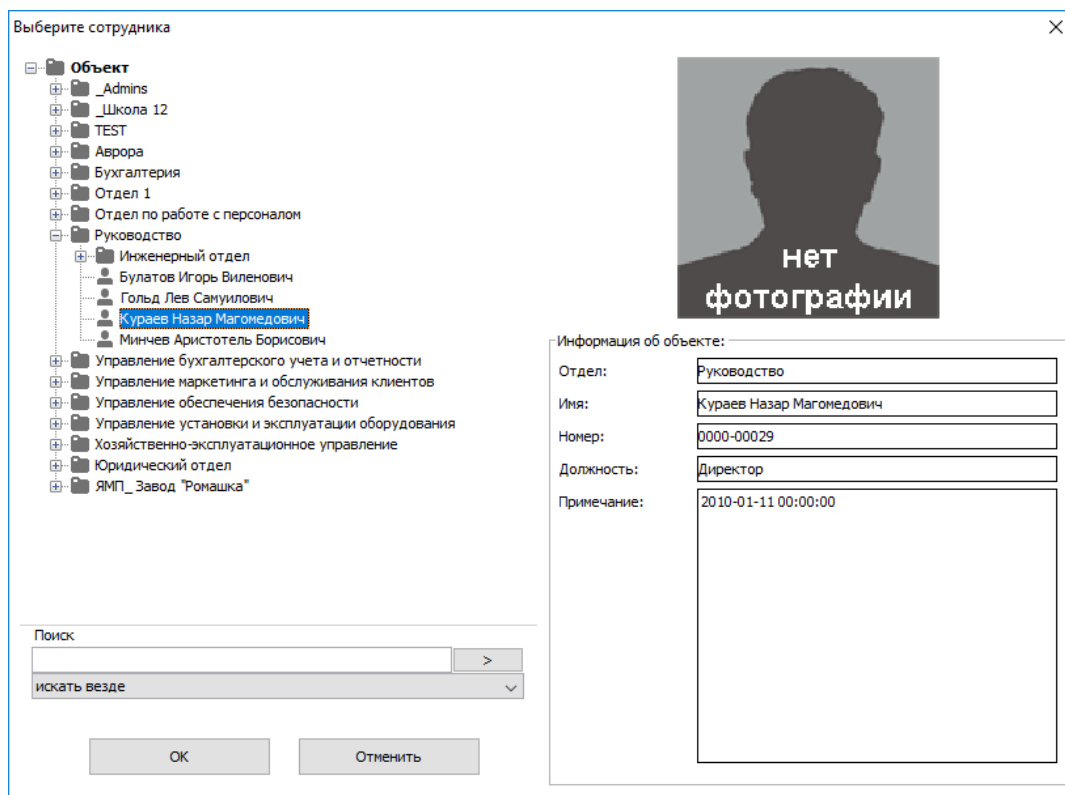 Выберите сотрудника
Объект
_Admins
_Школа 12
TEST
Аврора
Бухгалтерия
Отдел 1
Отдел по работе с персоналом
Руководство
Инженерный отдел
Булатов Игорь Виленович
Гольд Лев Самуилович
Кураев Назар Магомедович
Минчев Аристотель Борисович
Управление бухгалтерского учета и отчетности
Управление маркетинга и обслуживания клиентов
Управление обеспечения безопасности
Управление установки и эксплуатации оборудования
Хозяйственно-эксплуатационное управление
Юридический отдел
ЯМП_ Завод "Ромашка"
Поиск
>
искать везде
ОК
Отменить
нет
фотографии
Информация об объекте:
Отдел: Руководство
Имя: Кураев Назар Магомедович
Номер: 0000-00029
Должность: Директор
Примечание: 2010-01-11 00:00:00